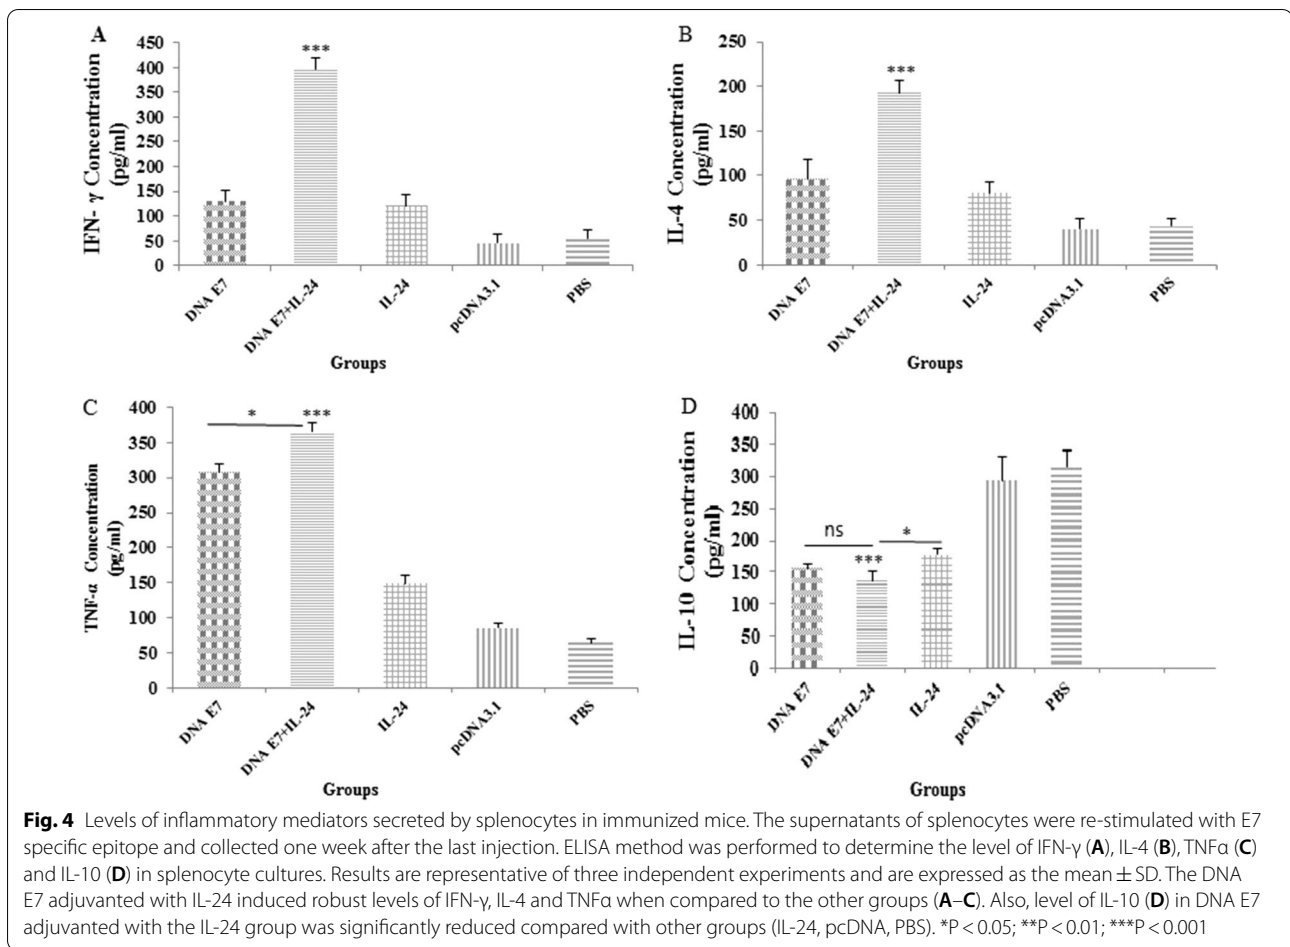 A
450
400
350
300
250
200
150
100
50
0
IFN- γ Concentration
(pg/ml)
***
DNA E7
DNA E7+IL-24
IL-24
pcDNA3.1
PBS
Groups
B
250
200
150
100
50
0
IL-4 Concentration
(pg/ml)
***
DNA E7
DNA E7+IL-24
IL-24
pcDNA3.1
PBS
Groups
C
400
350
300
250
200
150
100
50
0
TNF-α Concentration
(pg/ml)
*
***
DNA E7
DNA E7+IL-24
IL-24
pcDNA3.1
PBS
Groups
D
400
350
300
250
200
150
100
50
0
IL-10 Concentration
(pg/ml)
ns
***
*
DNA E7
DNA E7+IL-24
IL-24
pcDNA3.1
PBS
Groups
Fig. 4 Levels of inflammatory mediators secreted by splenocytes in immunized mice. The supernatants of splenocytes were re-stimulated with E7
specific epitope and collected one week after the last injection. ELISA method was performed to determine the level of IFN-γ (A), IL-4 (B), TNFα (C)
and IL-10 (D) in splenocyte cultures. Results are representative of three independent experiments and are expressed as the mean ± SD. The DNA
E7 adjuvanted with IL-24 induced robust levels of IFN-γ, IL-4 and TNFα when compared to the other groups (A–C). Also, level of IL-10 (D) in DNA E7
adjuvanted with the IL-24 group was significantly reduced compared with other groups (IL-24, pcDNA, PBS). *P < 0.05; **P < 0.01; ***P < 0.001